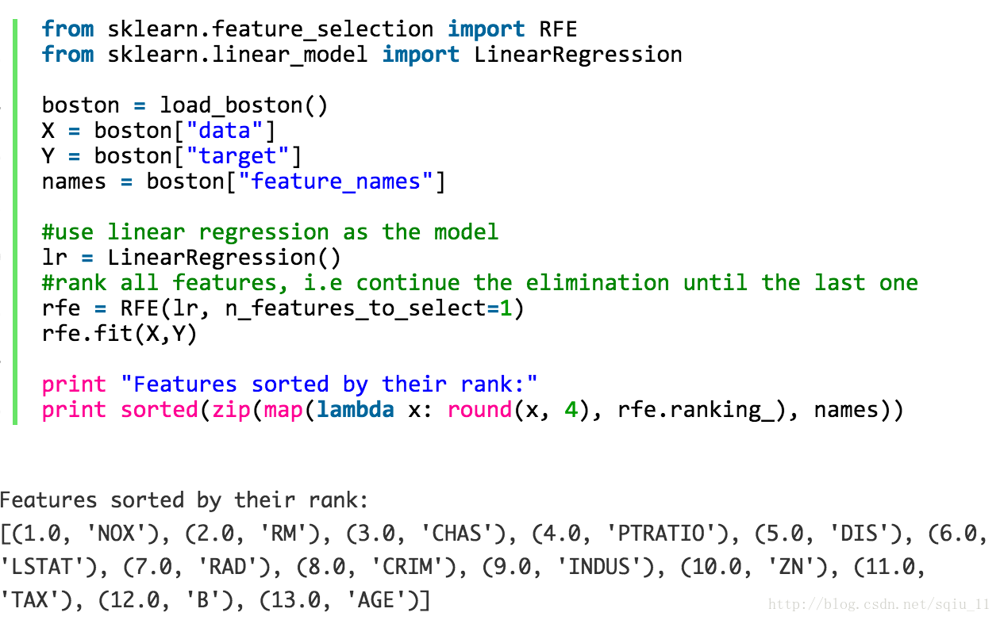 from sklearn.feature_selection import RFE
from sklearn.linear_model import LinearRegression
boston = load_boston()
X = boston["data"]
Y = boston["target"]
names = boston["feature_names"]
#use linear regression as the model
lr = LinearRegression()
#rank all features, i.e continue the elimination until the last one
rfe = RFE(lr, n_features_to_select=1)
rfe.fit(X,Y)
print "Features sorted by their rank:"
print sorted(zip(map(lambda x: round(x, 4), rfe.ranking_), names))
Features sorted by their rank:
[(1.0, 'NOX'), (2.0, 'RM'), (3.0, 'CHAS'), (4.0, 'PTRATIO'), (5.0, 'DIS'), (6.0,
'LSTAT'), (7.0, 'RAD'), (8.0, 'CRIM'), (9.0, 'INDUS'), (10.0, 'ZN'), (11.0,
'TAX'), (12.0, 'B'), (13.0, 'AGE')]
http://blog.csdn.net/sqiu_11